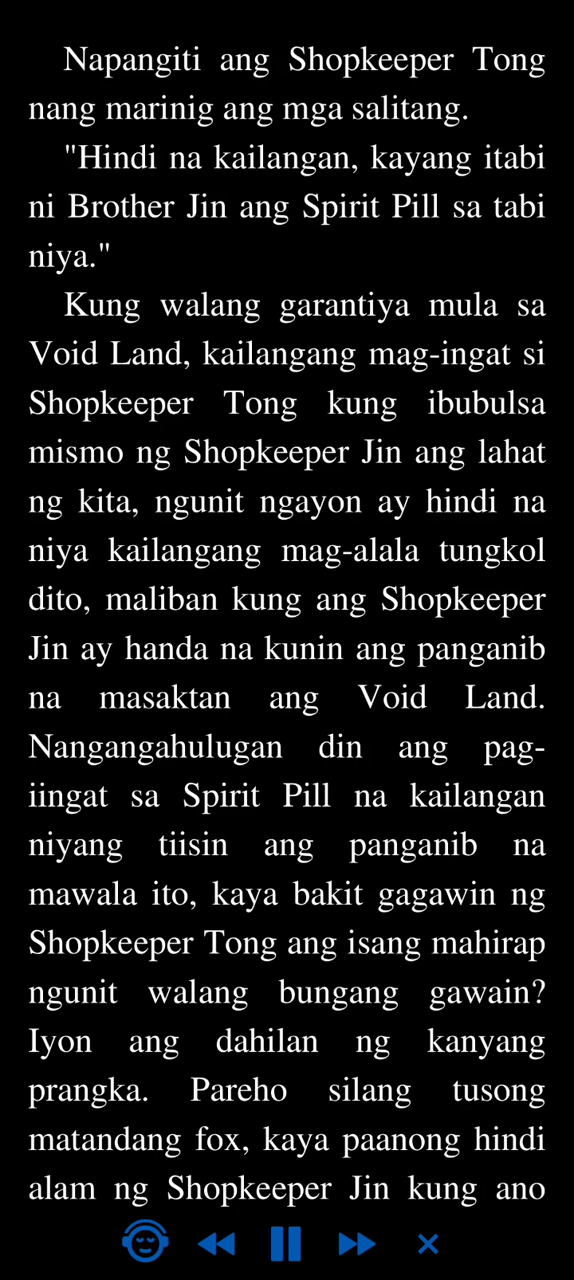 Napangiti ang Shopkeeper Tong
nang marinig ang mga salitang.
"Hindi na kailangan, kayang itabi
ni Brother Jin ang Spirit Pill sa tabi
niya."
Kung walang garantiya mula sa
Void Land, kailangang mag-ingat si
Shopkeeper Tong kung ibubulsa
mismo ng Shopkeeper Jin ang lahat
ng kita, ngunit ngayon ay hindi na
niya kailangang mag-alala tungkol
dito, maliban kung ang Shopkeeper
Jin ay handa na kunin ang panganib
na masaktan ang Void Land.
Nangangahulugan din ang pag-
iingat sa Spirit Pill na kailangan
niyang tiisin ang panganib na
mawala ito, kaya bakit gagawin ng
Shopkeeper Tong ang isang mahirap
ngunit walang bungang gawain?
Iyon ang dahilan ng kanyang
prangka. Pareho silang tusong
matandang fox, kaya paanong hindi
alam ng Shopkeeper Jin kung ano